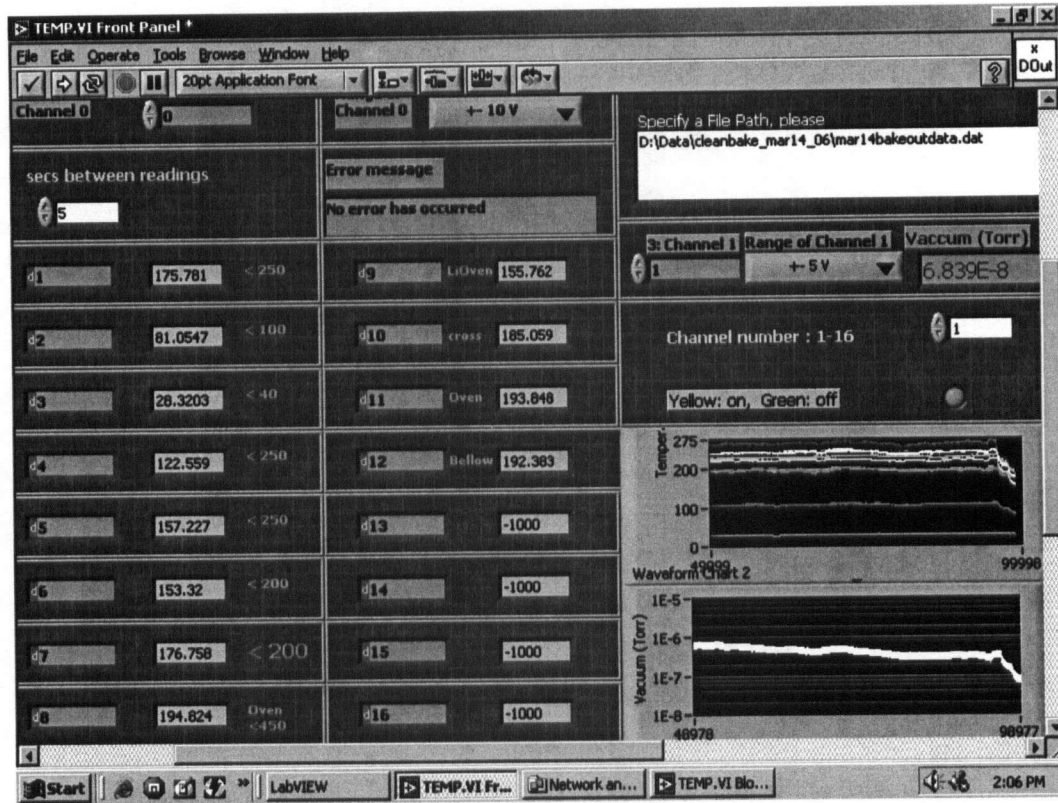 TEMP.VI Front Panel *
File Edit Operate Tools Browse Window Help
20pt Application Font
x
DOut
Channel 0
0
Channel 0
+- 10 V
Specify a File Path, please
D:\Data\cleanbake_mar14_06\mar14bakeoutdata.dat
secs between readings
5
Error message
No error has occurred
3: Channel 1
1
Range of Channel 1
+- 5 V
Vaccum (Torr)
6.839E-8
d1 175.781 < 250
d9 LiOven 155.762
d2 81.0547 < 100
d10 cross 185.059
Channel number : 1-16
1
d3 28.3203 < 40
d11 Oven 193.848
Yellow: on, Green: off
d4 122.559 < 250
d12 Bellow 192.383
d5 157.227 < 250
d13 -1000
d6 153.32 < 200
d14 -1000
d7 176.758 < 200
d15 -1000
d8 194.824 Oven
<450
d16 -1000
Temper.
275
200
100
0
49999 99998
Waveform Chart 2
Vacuum (Torr)
1E-5
1E-6
1E-7
1E-8
48978 98977
Start
»
LabVIEW
TEMP.VI Fr...
Network an...
TEMP.VI Blo...
2:06 PM